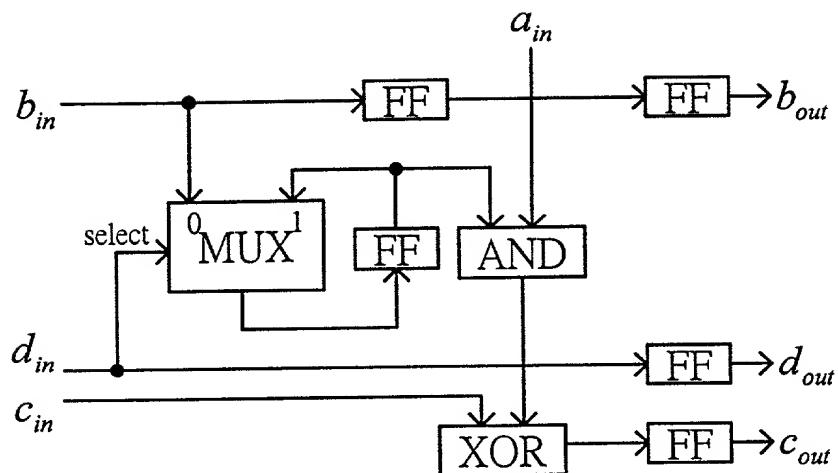 a_in
b_in FF FF b_out
0 1
select MUX FF AND
d_in FF d_out
c_in XOR FF c_out